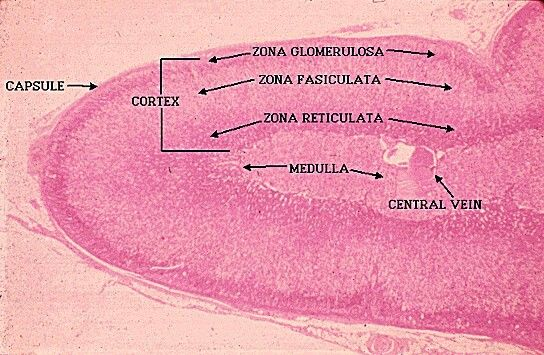 ZONA GLOMERULOSA
ZONA FASICULATA
CAPSULE
CORTEX
ZONA RETICULATA
MEDULLA
CENTRAL VEIN